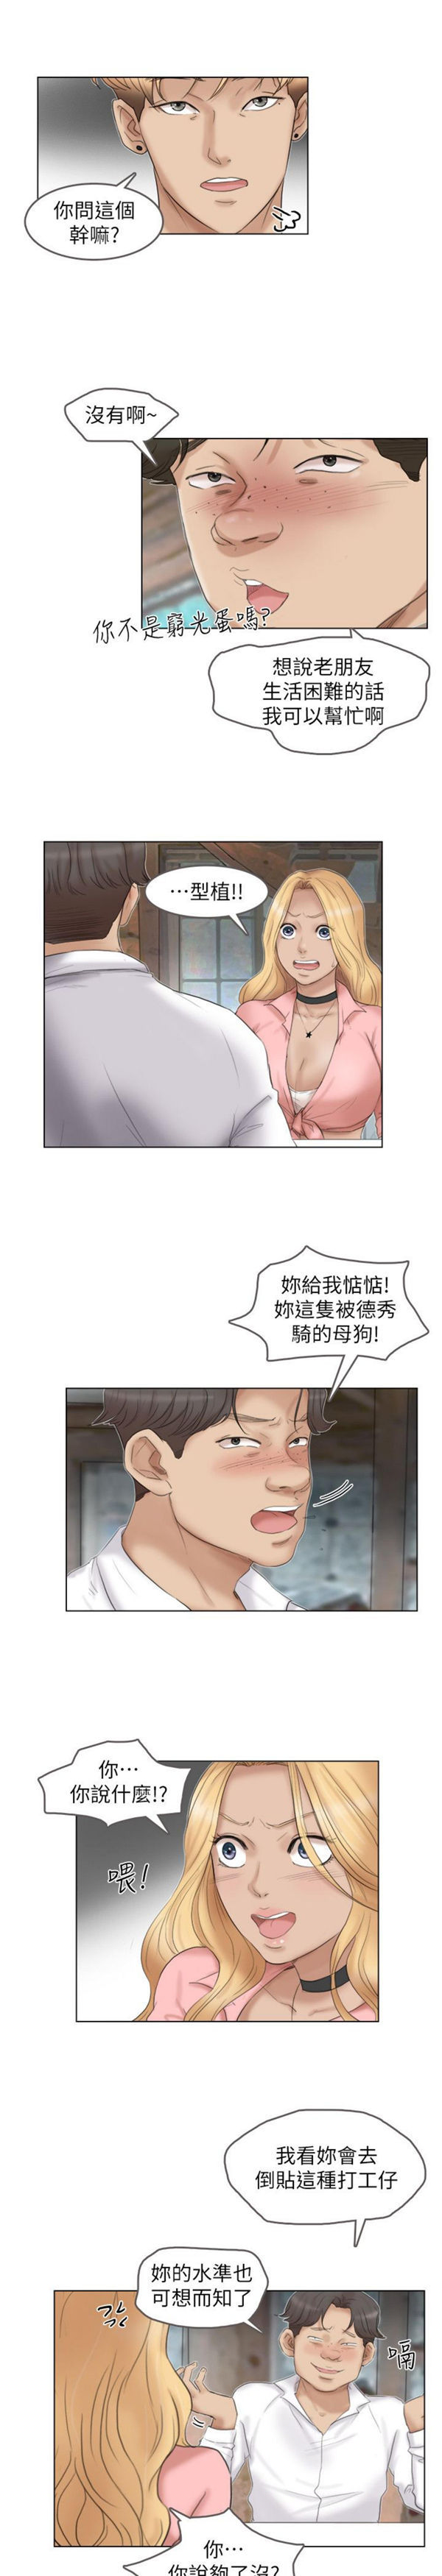 你問這個
幹嘛?
沒有啊~
你不是窮光蛋嗎?
想說老朋友
生活困難的話
我可以幫忙啊
…型植!!
妳給我惦惦!
妳這隻被德秀
騎的母狗!
你…
你說什麼!?
喂!
我看妳會去
倒貼這種打工仔
妳的水準也
可想而知了
嗝
你…
你說夠了沒?